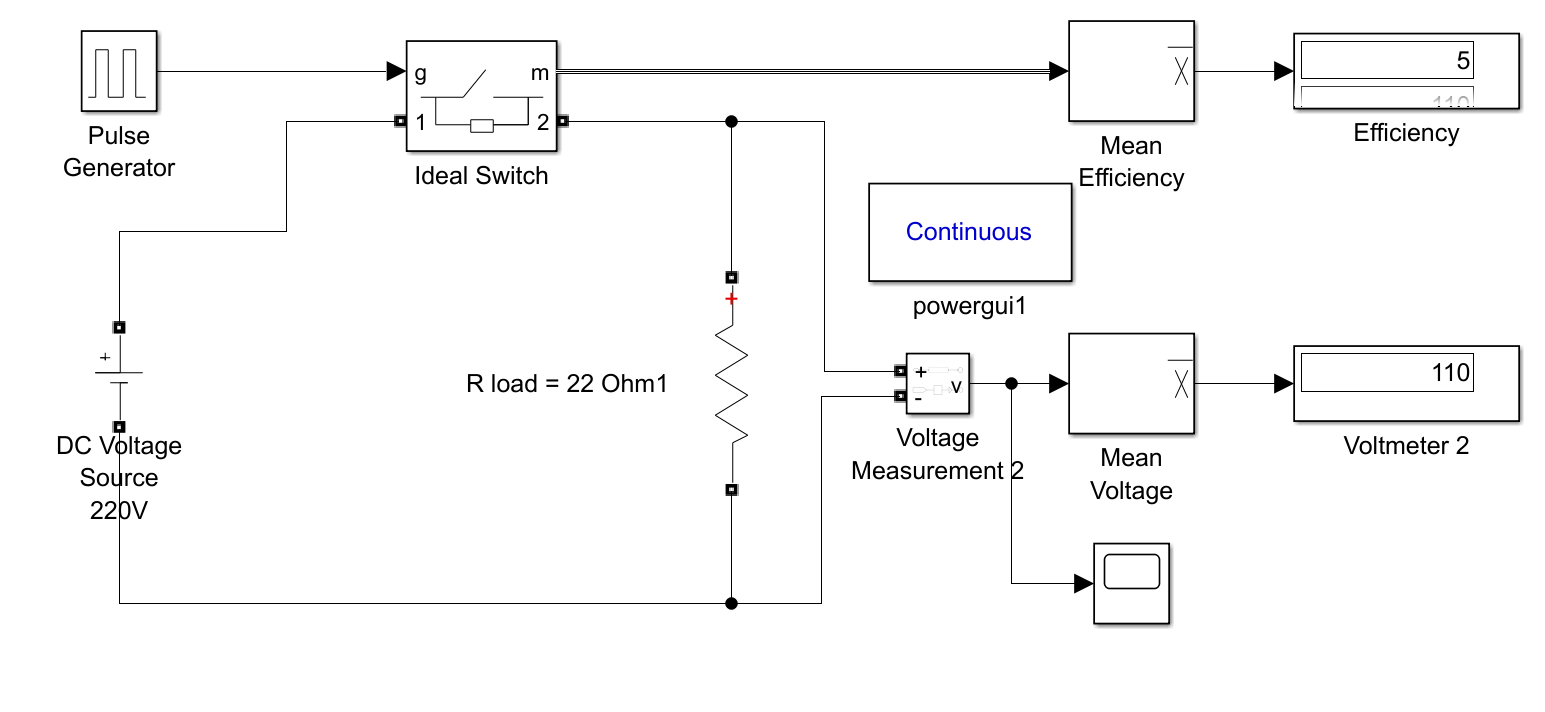 g
m
1
2
Pulse
Generator
Ideal Switch
Mean
Efficiency
5
110
Efficiency
Continuous
powergui1
+
DC Voltage
Source
220V
+
R load = 22 Ohm1
+
-
v
Voltage
Measurement 2
X
Mean
Voltage
X
110
Voltmeter 2